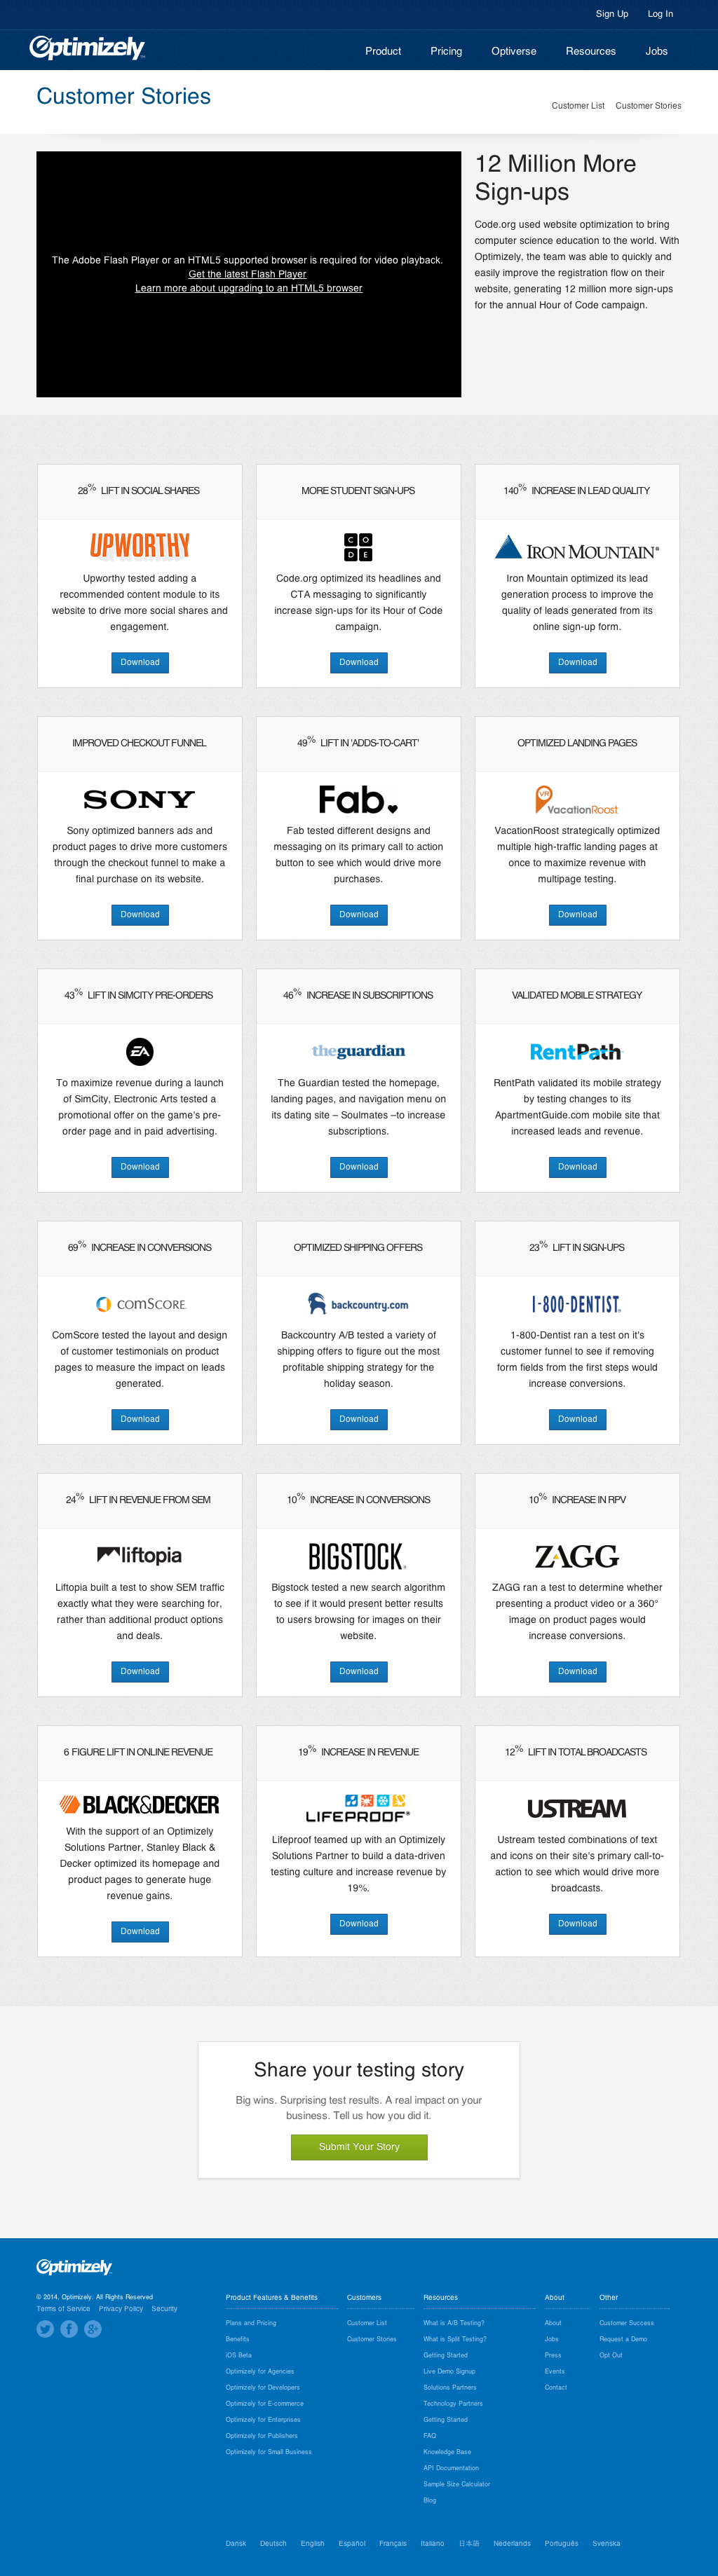 Sign Up Log In
Optimizely
Product Pricing Optiverse Resources Jobs
Customer Stories
Customer List Customer Stories
The Adobe Flash Player or an HTML5 supported browser is required for video playback.
Get the latest Flash Player
Learn more about upgrading to an HTML5 browser
12 Million More
Sign-ups
Code.org used website optimization to bring
computer science education to the world. With
Optimizely, the team was able to quickly and
easily improve the registration flow on their
website, generating 12 million more sign-ups
for the annual Hour of Code campaign.
28% LIFT IN SOCIAL SHARES
UPWORTHY
Upworthy tested adding a
recommended content module to its
website to drive more social shares and
engagement.
Download
MORE STUDENT SIGN-UPS
C O
D E
Code.org optimized its headlines and
CTA messaging to significantly
increase sign-ups for its Hour of Code
campaign.
Download
140% INCREASE IN LEAD QUALITY
IRON MOUNTAIN®
Iron Mountain optimized its lead
generation process to improve the
quality of leads generated from its
online sign-up form.
Download
IMPROVED CHECKOUT FUNNEL
SONY
Sony optimized banners ads and
product pages to drive more customers
through the checkout funnel to make a
final purchase on its website.
Download
49% LIFT IN 'ADDS-TO-CART'
Fab.
Fab tested different designs and
messaging on its primary call to action
button to see which would drive more
purchases.
Download
OPTIMIZED LANDING PAGES
VR
VacationRoost
VacationRoost strategically optimized
multiple high-traffic landing pages at
once to maximize revenue with
multipage testing.
Download
43% LIFT IN SIMCITY PRE-ORDERS
EA
To maximize revenue during a launch
of SimCity, Electronic Arts tested a
promotional offer on the game's pre-
order page and in paid advertising.
Download
46% INCREASE IN SUBSCRIPTIONS
theguardian
The Guardian tested the homepage,
landing pages, and navigation menu on
its dating site – Soulmates –to increase
subscriptions.
Download
VALIDATED MOBILE STRATEGY
RentPath
RentPath validated its mobile strategy
by testing changes to its
ApartmentGuide.com mobile site that
increased leads and revenue.
Download
69% INCREASE IN CONVERSIONS
comSCORE
ComScore tested the layout and design
of customer testimonials on product
pages to measure the impact on leads
generated.
Download
OPTIMIZED SHIPPING OFFERS
backcountry.com
Backcountry A/B tested a variety of
shipping offers to figure out the most
profitable shipping strategy for the
holiday season.
Download
23% LIFT IN SIGN-UPS
1-800-DENTIST®
1-800-Dentist ran a test on it's
customer funnel to see if removing
form fields from the first steps would
increase conversions.
Download
24% LIFT IN REVENUE FROM SEM
liftopia
Liftopia built a test to show SEM traffic
exactly what they were searching for,
rather than additional product options
and deals.
Download
10% INCREASE IN CONVERSIONS
BIGSTOCK®
Bigstock tested a new search algorithm
to see if it would present better results
to users browsing for images on their
website.
Download
10% INCREASE IN RPV
ZAGG
ZAGG ran a test to determine whether
presenting a product video or a 360°
image on product pages would
increase conversions.
Download
6 FIGURE LIFT IN ONLINE REVENUE
BLACK&DECKER
With the support of an Optimizely
Solutions Partner, Stanley Black &
Decker optimized its homepage and
product pages to generate huge
revenue gains.
Download
19% INCREASE IN REVENUE
LIFEPROOF®
Lifeproof teamed up with an Optimizely
Solutions Partner to build a data-driven
testing culture and increase revenue by
19%.
Download
12% LIFT IN TOTAL BROADCASTS
USTREAM
Ustream tested combinations of text
and icons on their site's primary call-to-
action to see which would drive more
broadcasts.
Download
Share your testing story
Big wins. Surprising test results. A real impact on your
business. Tell us how you did it.
Submit Your Story
Optimizely
© 2014, Optimizely. All Rights Reserved
Terms of Service Privacy Policy Security
Product Features & Benefits
Plans and Pricing
Benefits
iOS Beta
Optimizely for Agencies
Optimizely for Developers
Optimizely for E-commerce
Optimizely for Enterprises
Optimizely for Publishers
Optimizely for Small Business
Customers
Customer List
Customer Stories
Resources
What is A/B Testing?
What is Split Testing?
Getting Started
Live Demo Signup
Solutions Partners
Technology Partners
Getting Started
FAQ
Knowledge Base
API Documentation
Sample Size Calculator
Blog
About
About
Jobs
Press
Events
Contact
Other
Customer Success
Request a Demo
Opt Out
Dansk Deutsch English Español Français Italiano 日本語 Nederlands Português Svenska